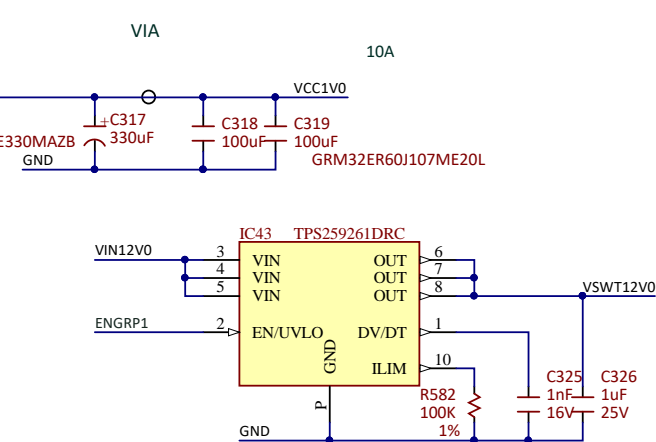 VIA
10A
VCC1V0
+C317
330uF
E330MAZB
GND
C318
100uF
C319
100uF
GRM32ER60J107ME20L
IC43 TPS259261DRC
VIN12V0
3 VIN OUT 6
4 VIN OUT 7
5 VIN OUT 8
VSWT12V0
ENGRP1
2 EN/UVLO DV/DT 1
GND
ILIM 10
P
R582
100K
1%
C325
1nF
16V
C326
1uF
25V
GND